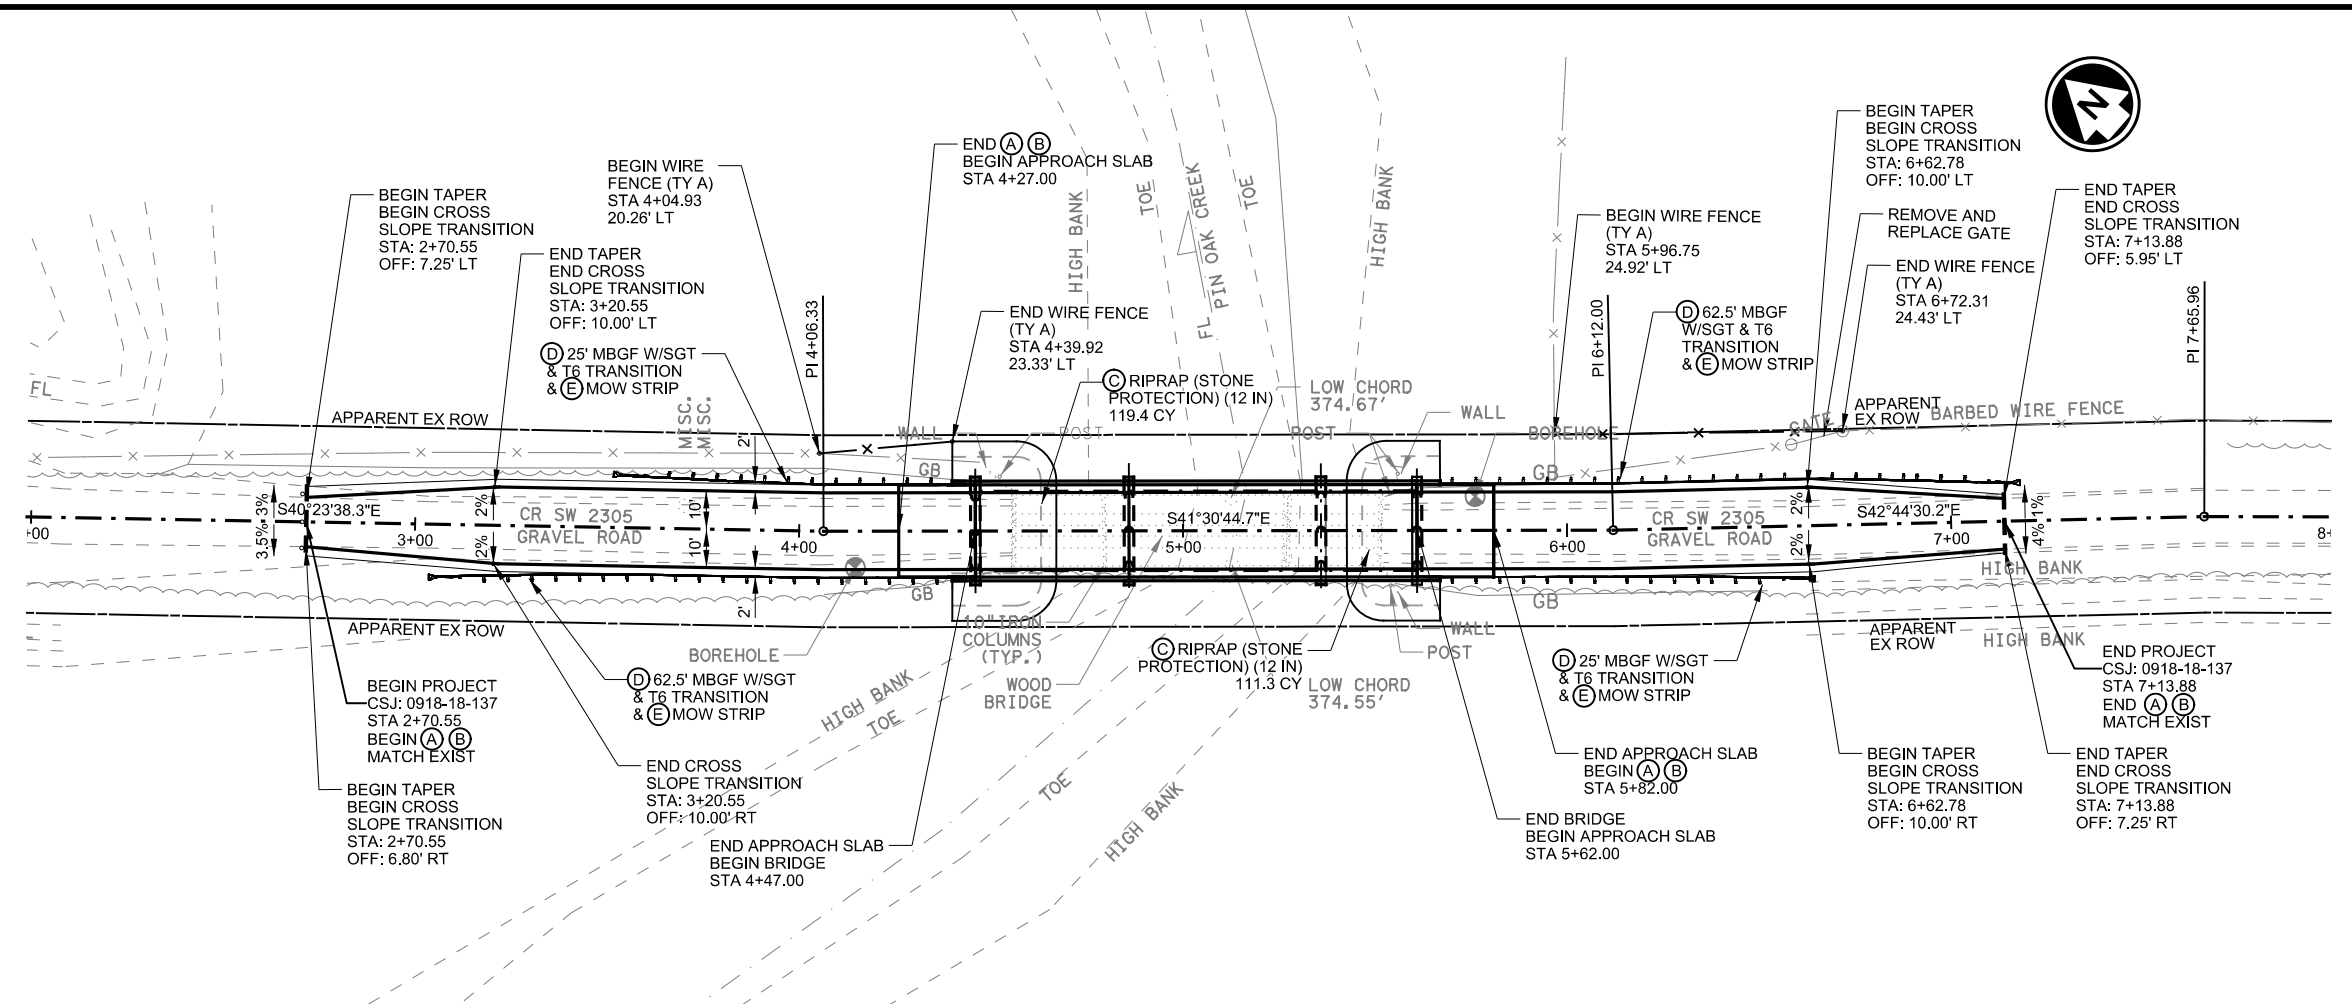 BEGIN TAPER
BEGIN CROSS
SLOPE TRANSITION
STA: 2+70.55
OFF: 7.25' LT
END TAPER
END CROSS
SLOPE TRANSITION
STA: 3+20.55
OFF: 10.00' LT
BEGIN WIRE
FENCE (TY A)
STA 4+04.93
20.26' LT
D 25' MBGF W/SGT
& T6 TRANSITION
& E MOW STRIP
PI 4+06.33
END A B
BEGIN APPROACH SLAB
STA 4+27.00
END WIRE FENCE
(TY A)
STA 4+39.92
23.33' LT
C RIPRAP (STONE
PROTECTION) (12 IN)
119.4 CY
HIGH BANK
TOE
FL PIN OAK CREEK
TOE
HIGH BANK
LOW CHORD
374.67'
WALL
POST
BOREHOLE
BEGIN WIRE FENCE
(TY A)
STA 5+96.75
24.92' LT
PI 6+12.00
D 62.5' MBGF
W/SGT & T6
TRANSITION
& E MOW STRIP
BEGIN TAPER
BEGIN CROSS
SLOPE TRANSITION
STA: 6+62.78
OFF: 10.00' LT
REMOVE AND
REPLACE GATE
END WIRE FENCE
(TY A)
STA 6+72.31
24.43' LT
END TAPER
END CROSS
SLOPE TRANSITION
STA: 7+13.88
OFF: 5.95' LT
PI 7+65.96
N
FL
APPARENT EX ROW
MISC.
MISC.
2'
WALL
POST
GB
GB
GATE
APPARENT
EX ROW
BARBED WIRE FENCE
+00
3.5%
3%
S40°23'38.3"E
3+00
2%
2%
CR SW 2305
GRAVEL ROAD
10'
10'
4+00
S41°30'44.7"E
5+00
6+00
CR SW 2305
GRAVEL ROAD
2%
2%
S42°44'30.2"E
7+00
4%
1%
8+
HIGH BANK
GB
GB
2'
APPARENT EX ROW
BOREHOLE
10" IRON
COLUMNS
(TYP.)
WOOD
BRIDGE
WALL
POST
APPARENT
EX ROW
HIGH BANK
BEGIN PROJECT
CSJ: 0918-18-137
STA 2+70.55
BEGIN A B
MATCH EXIST
BEGIN TAPER
BEGIN CROSS
SLOPE TRANSITION
STA: 2+70.55
OFF: 6.80' RT
D 62.5' MBGF W/SGT
& T6 TRANSITION
& E MOW STRIP
END CROSS
SLOPE TRANSITION
STA: 3+20.55
OFF: 10.00' RT
END APPROACH SLAB
BEGIN BRIDGE
STA 4+47.00
HIGH BANK
TOE
TOE
HIGH BANK
C RIPRAP (STONE
PROTECTION) (12 IN)
111.3 CY
LOW CHORD
374.55'
D 25' MBGF W/SGT
& T6 TRANSITION
& E MOW STRIP
END APPROACH SLAB
BEGIN A B
STA 5+82.00
END BRIDGE
BEGIN APPROACH SLAB
STA 5+62.00
BEGIN TAPER
BEGIN CROSS
SLOPE TRANSITION
STA: 6+62.78
OFF: 10.00' RT
END PROJECT
CSJ: 0918-18-137
STA 7+13.88
END A B
MATCH EXIST
END TAPER
END CROSS
SLOPE TRANSITION
STA: 7+13.88
OFF: 7.25' RT